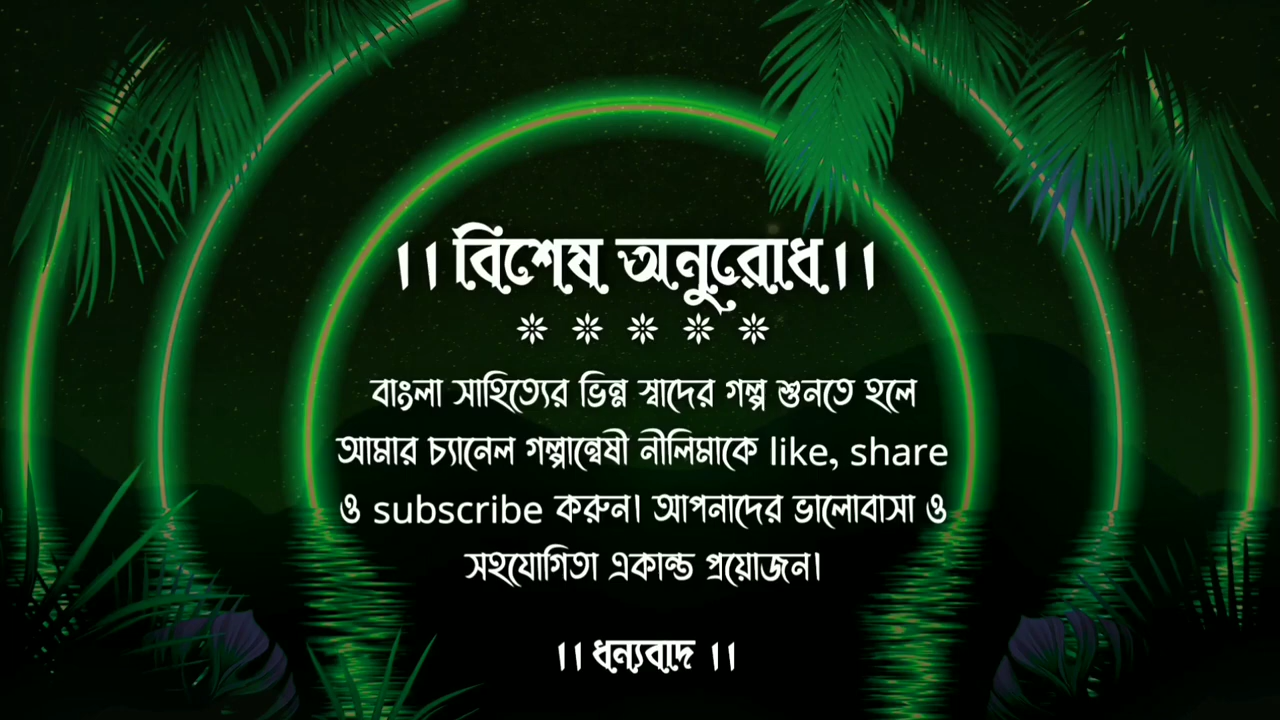 ।। বিশেষ অনুরোধ ।।
বাংলা সাহিত্যের ভিন্ন স্বাদের গল্প শুনতে হলে
আমার চ্যানেল গল্পান্বেষী নীলিমাকে like, share
ও subscribe করুন। আপনাদের ভালোবাসা ও
সহযোগিতা একান্ত প্রয়োজন।
।। ধন্যবাদ ।।